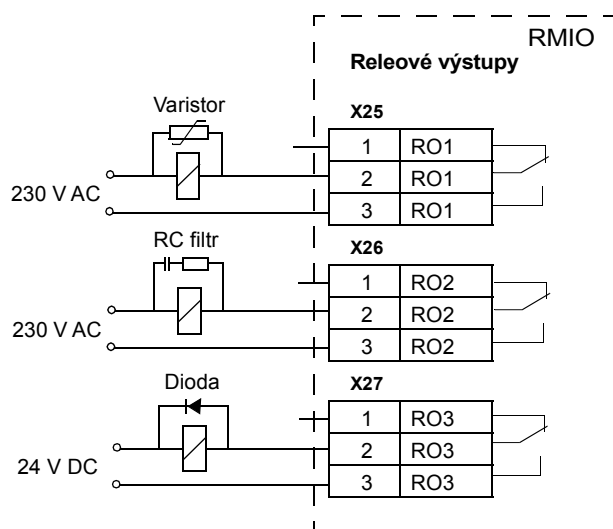 RMIO
Releové výstupy
Varistor
X25
1 RO1
2 RO1
3 RO1
230 V AC
RC filtr
X26
1 RO2
2 RO2
3 RO2
230 V AC
Dioda
X27
1 RO3
2 RO3
3 RO3
24 V DC